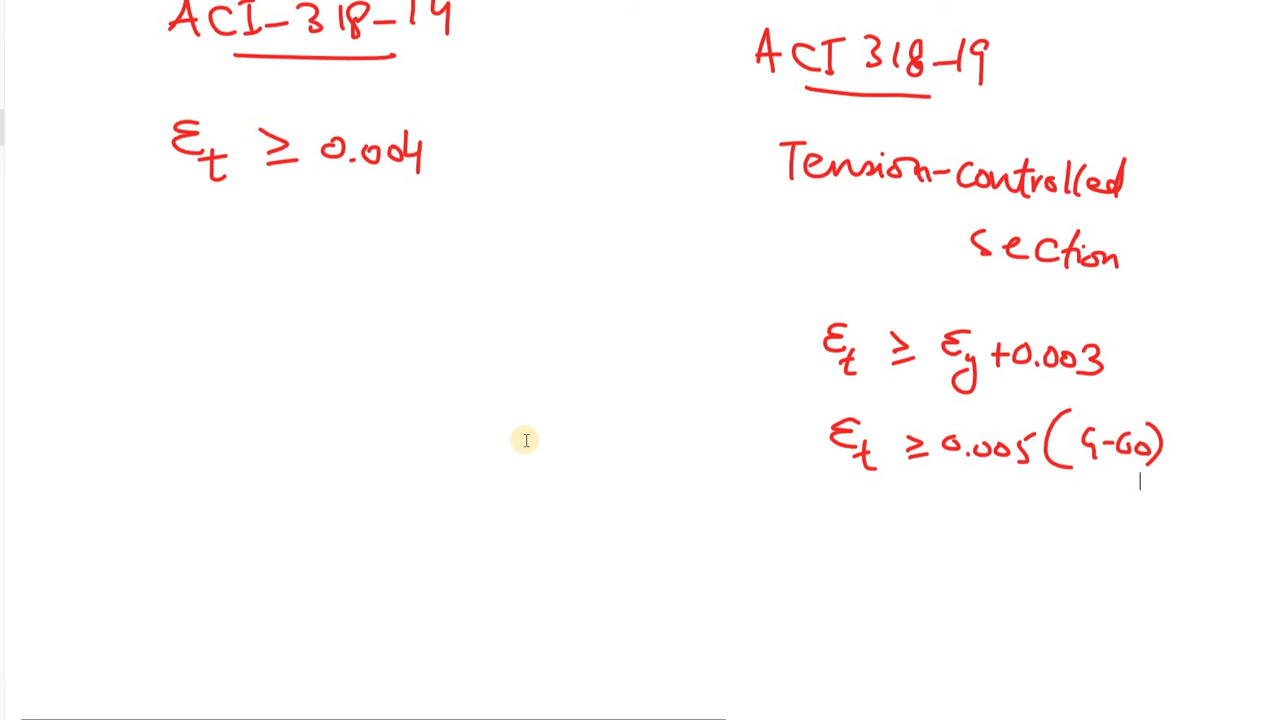 ACI-318-14
εt ≥ 0.004
ACI 318-19
Tension-controlled
section
εt ≥ εy +0.003
εt ≥ 0.005 (G-60)